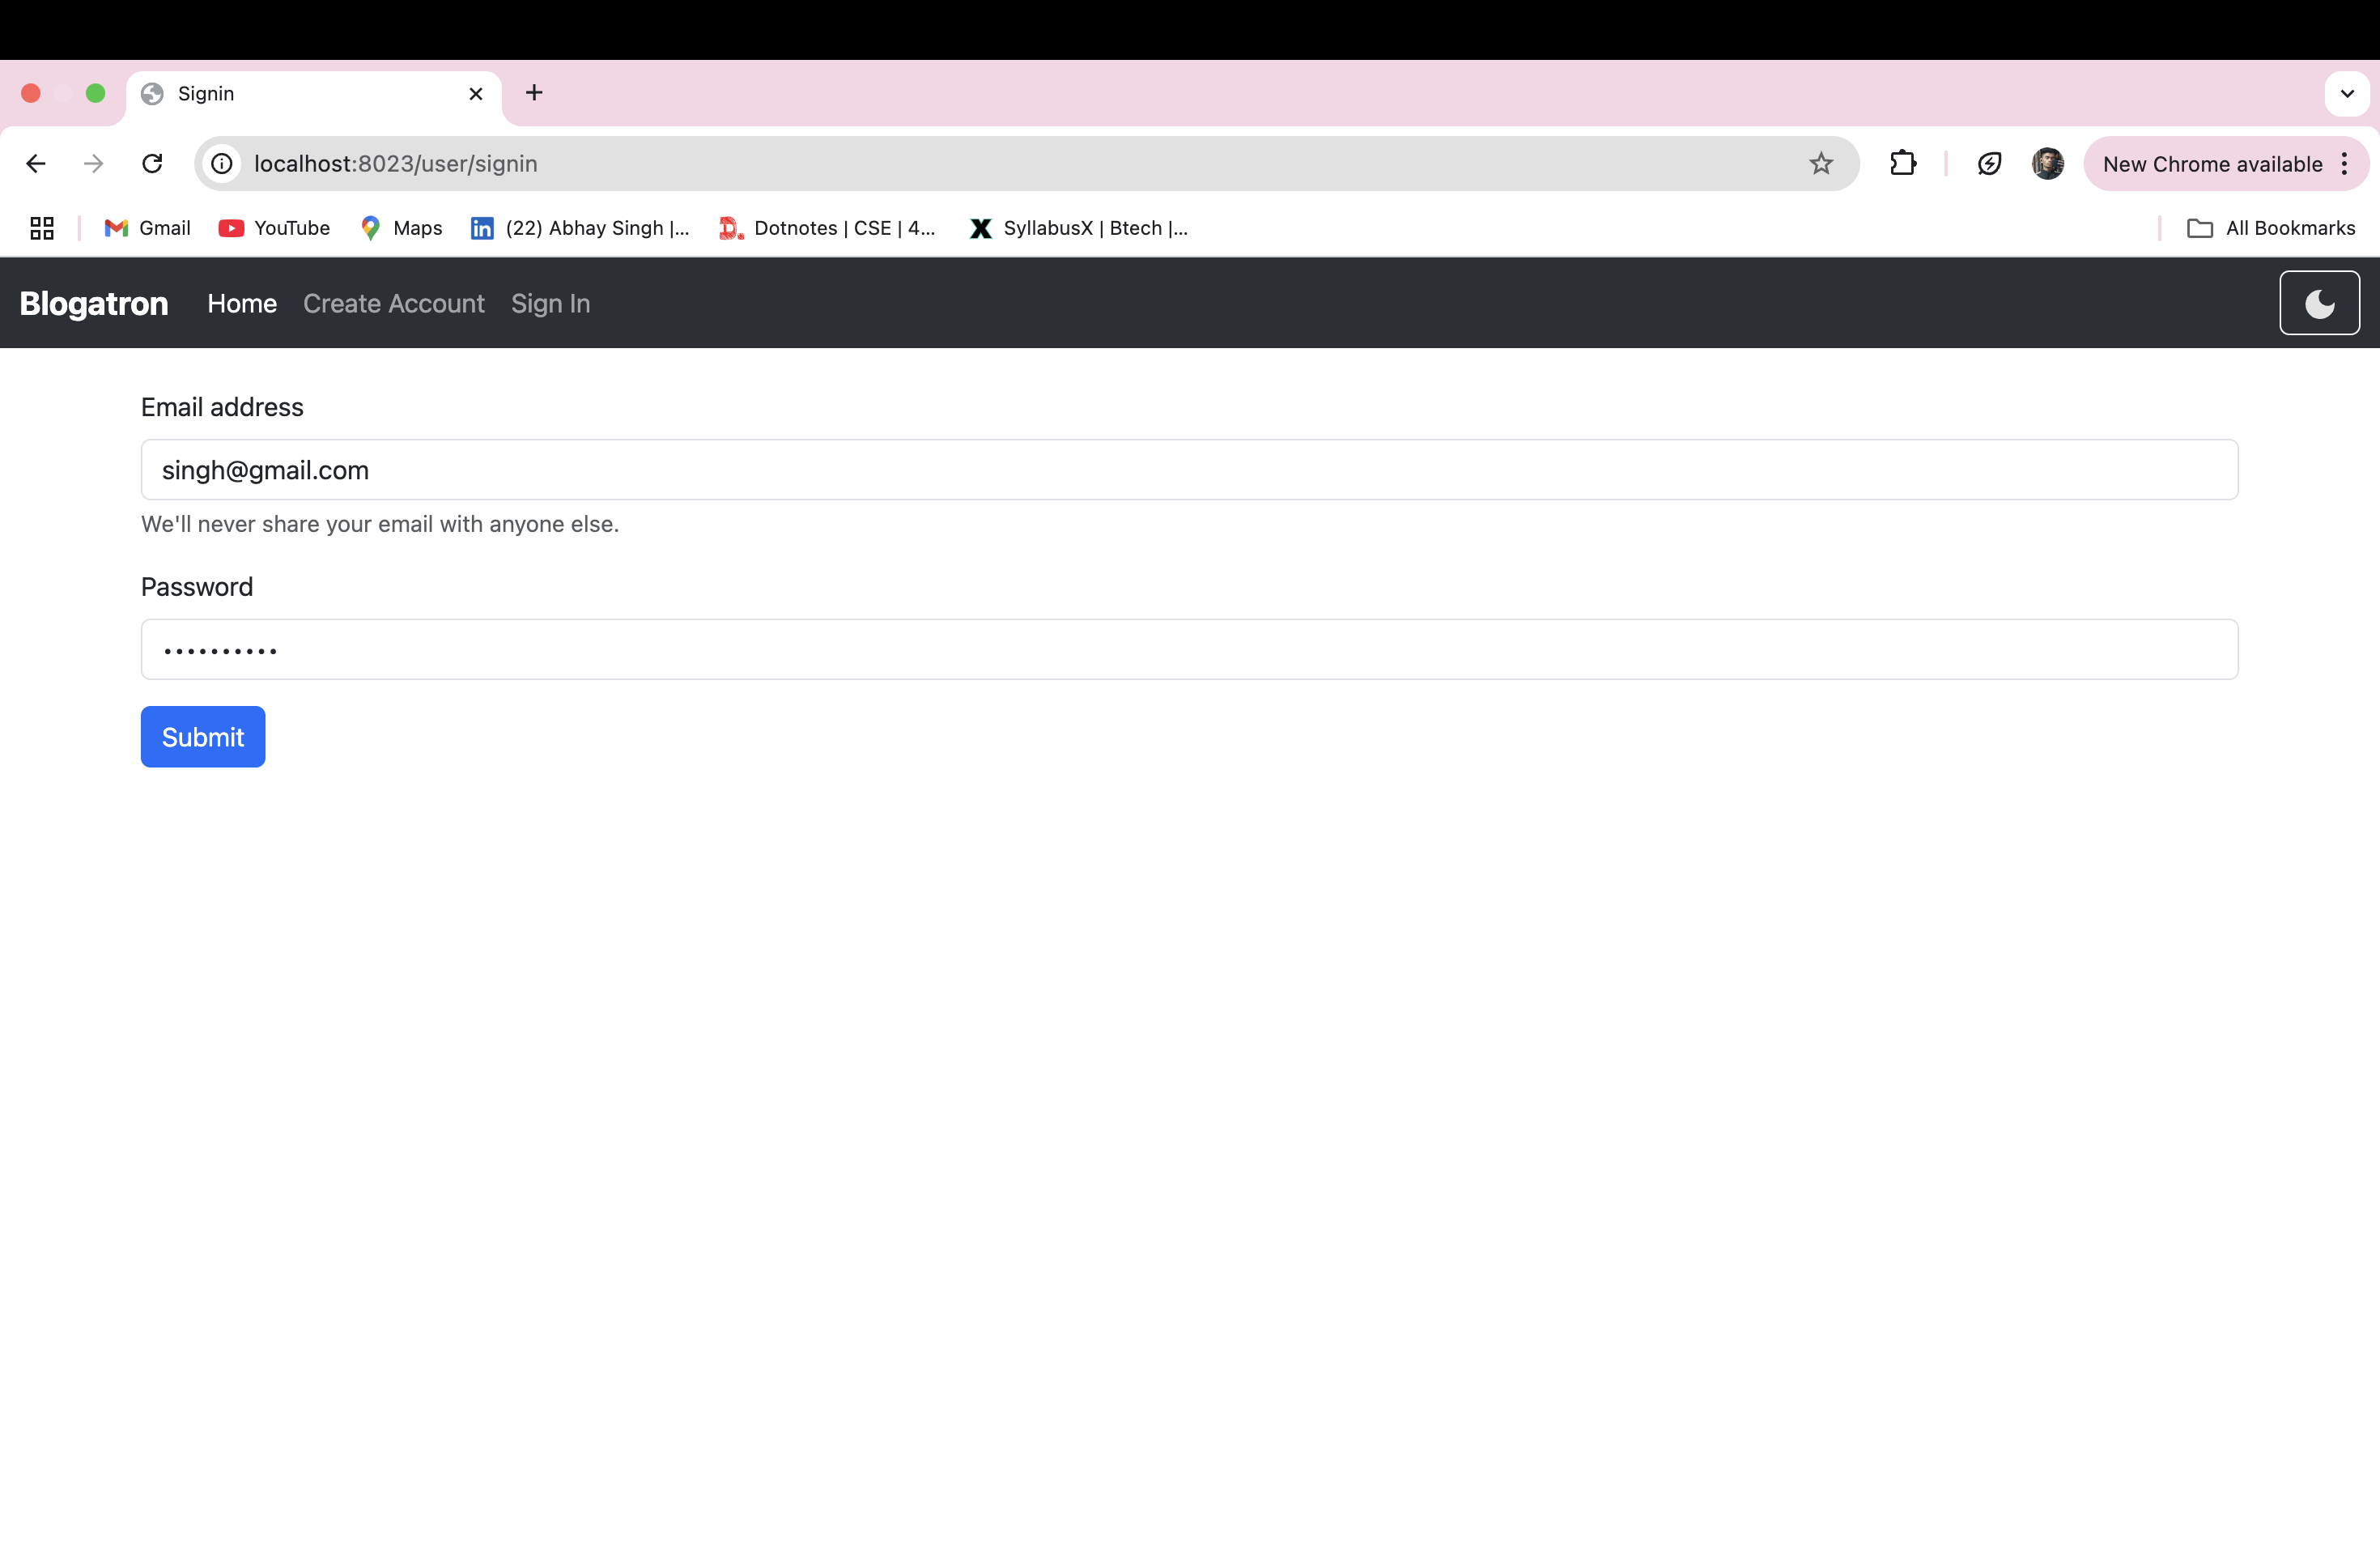 Signin
localhost:8023/user/signin
New Chrome available
Gmail YouTube Maps (22) Abhay Singh |... Dotnotes | CSE | 4... SyllabusX | Btech |... All Bookmarks
Blogatron Home Create Account Sign In
Email address
singh@gmail.com
We'll never share your email with anyone else.
Password
••••••••••
Submit